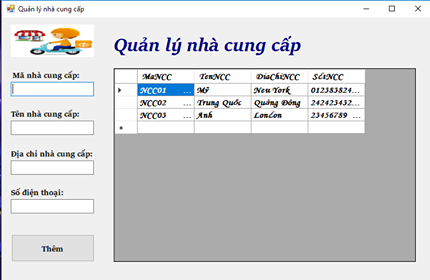 Quản lý nhà cung cấp
Quản lý nhà cung cấp
Mã nhà cung cấp:
Tên nhà cung cấp:
Địa chỉ nhà cung cấp:
Số điện thoại:
Thêm
MaNCC TenNCC DiaChiNCC SdtNCC
NCC01 ... Mỹ New York 012383824...
NCC02 ... Trung Quốc Quảng Đông 242423432...
NCC03 ... Anh London 23456789 ...